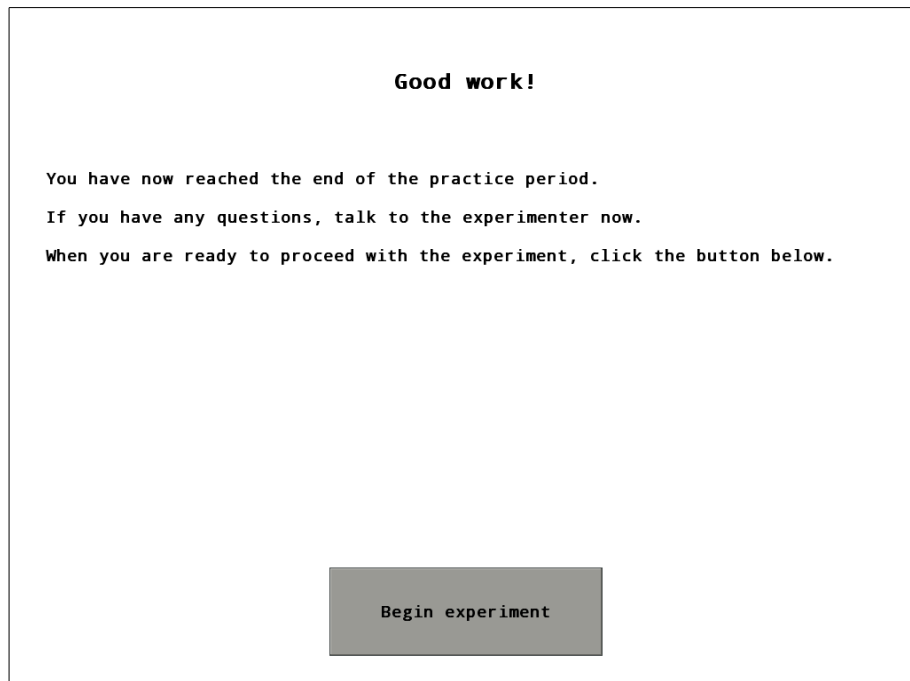 Good work!
You have now reached the end of the practice period.
If you have any questions, talk to the experimenter now.
When you are ready to proceed with the experiment, click the button below.
Begin experiment